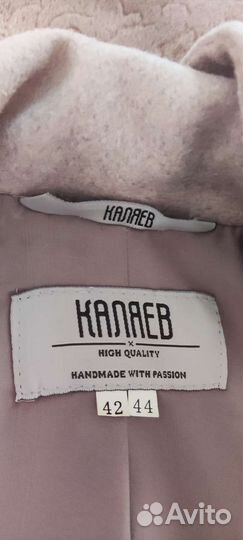 КАЛЯЕВ
КАЛЯЕВ
×
HIGH QUALITY
HANDMADE WITH PASSION
42 44
Avito